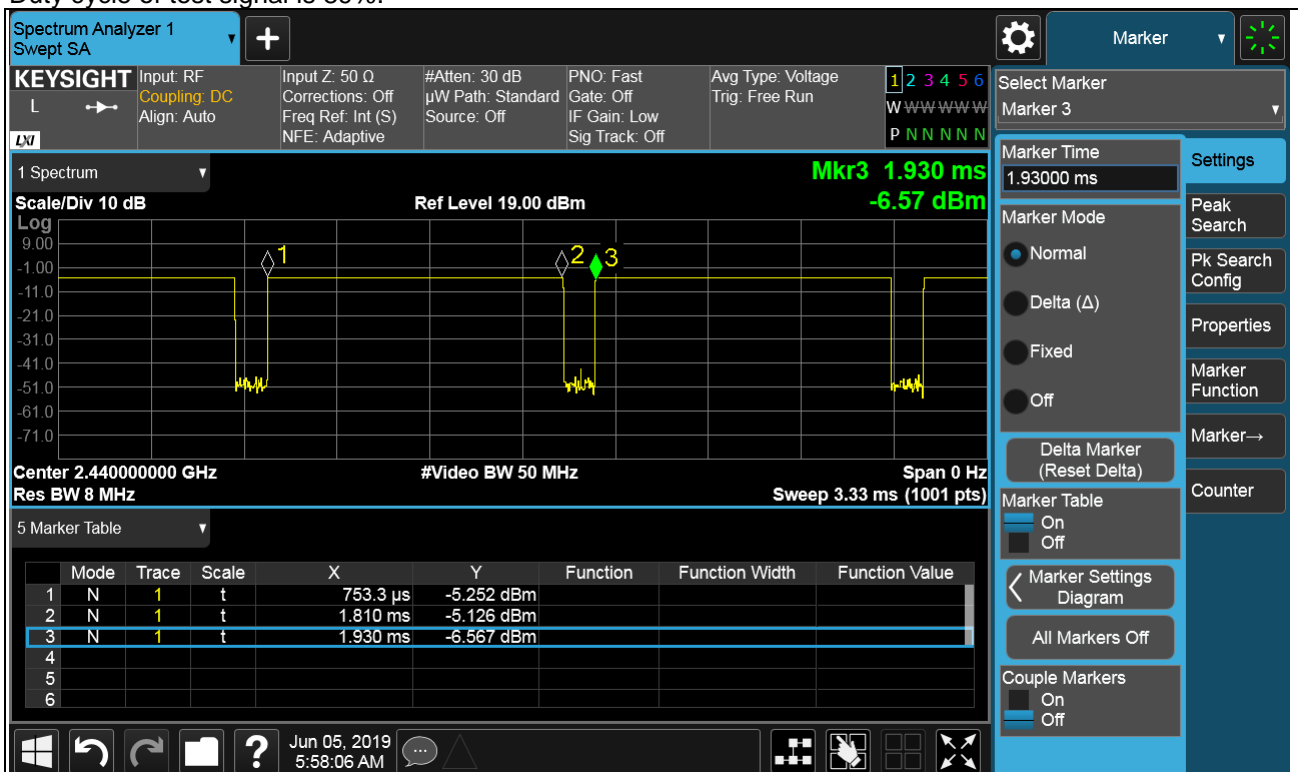 Spectrum Analyzer 1
Swept SA
Marker
KEYSIGHT
L
LXI
Input: RF
Coupling: DC
Align: Auto
Input Z: 50 Ω
Corrections: Off
Freq Ref: Int (S)
NFE: Adaptive
#Atten: 30 dB
µW Path: Standard
Source: Off
PNO: Fast
Gate: Off
IF Gain: Low
Sig Track: Off
Avg Type: Voltage
Trig: Free Run
1 2 3 4 5 6
W W W W W W
P N N N N N
Select Marker
Marker 3
1 Spectrum
Mkr3 1.930 ms
-6.57 dBm
Scale/Div 10 dB
Ref Level 19.00 dBm
Log
9.00
-1.00
-11.0
-21.0
-31.0
-41.0
-51.0
-61.0
-71.0
1
2
3
Center 2.440000000 GHz
#Video BW 50 MHz
Span 0 Hz
Res BW 8 MHz
Sweep 3.33 ms (1001 pts)
5 Marker Table
Mode Trace Scale X Y Function Function Width Function Value
1 N 1 t 753.3 µs -5.252 dBm
2 N 1 t 1.810 ms -5.126 dBm
3 N 1 t 1.930 ms -6.567 dBm
4
5
6
Marker Time
1.93000 ms
Marker Mode
Normal
Delta (Δ)
Fixed
Off
Delta Marker
(Reset Delta)
Marker Table
On
Off
Marker Settings
Diagram
All Markers Off
Couple Markers
On
Off
Settings
Peak
Search
Pk Search
Config
Properties
Marker
Function
Marker→
Counter
?
Jun 05, 2019
5:58:06 AM